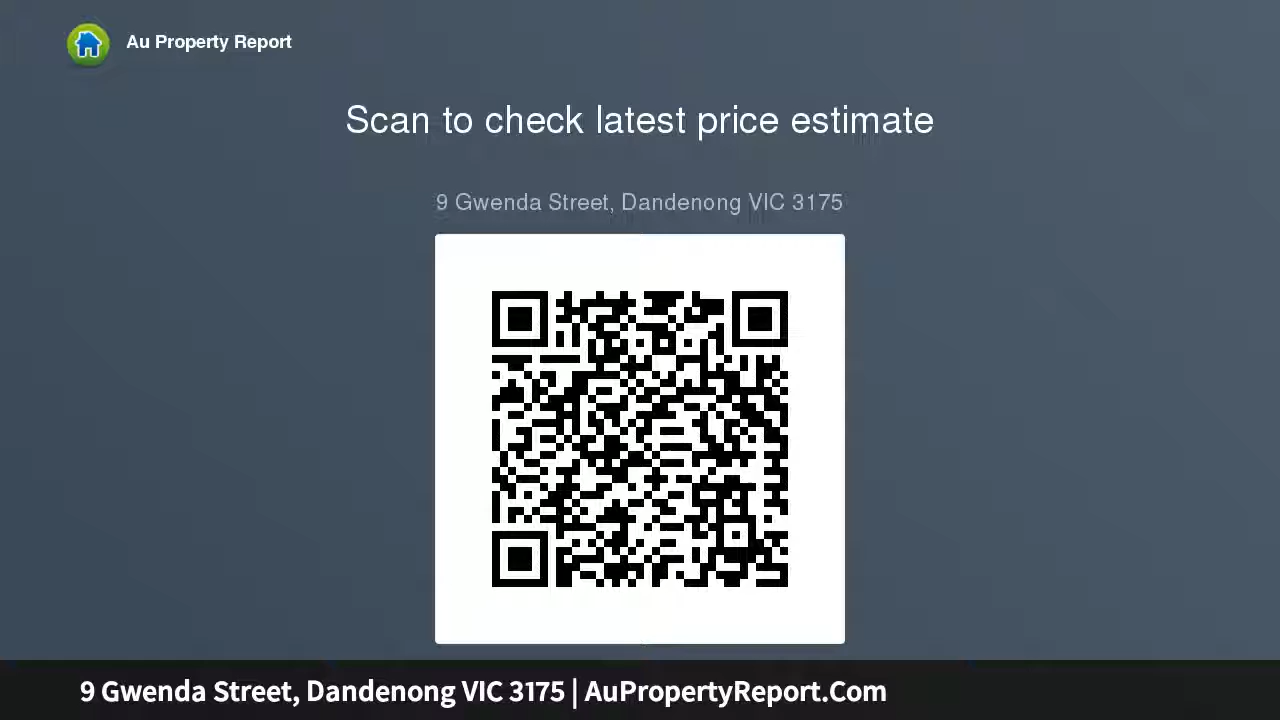 Au Property Report
Scan to check latest price estimate
9 Gwenda Street, Dandenong VIC 3175
9 Gwenda Street, Dandenong VIC 3175 | AuPropertyReport.Com